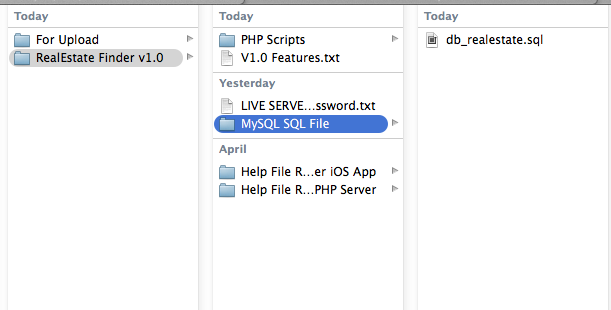 Today
For Upload
RealEstate Finder v1.0
Today
PHP Scripts
V1.0 Features.txt
Yesterday
LIVE SERVE...ssword.txt
MySQL SQL File
April
Help File R...er iOS App
Help File R...PHP Server
Today
db_realestate.sql